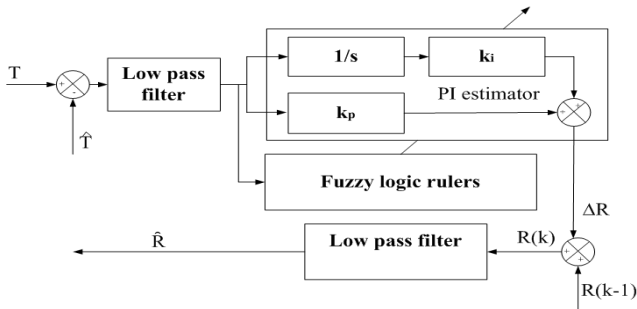 T
+
-
T̂
Low pass
filter
1/s
ki
kp
PI estimator
+
+
Fuzzy logic rulers
ΔR
R̂
Low pass filter
R(k)
+
+
R(k-1)